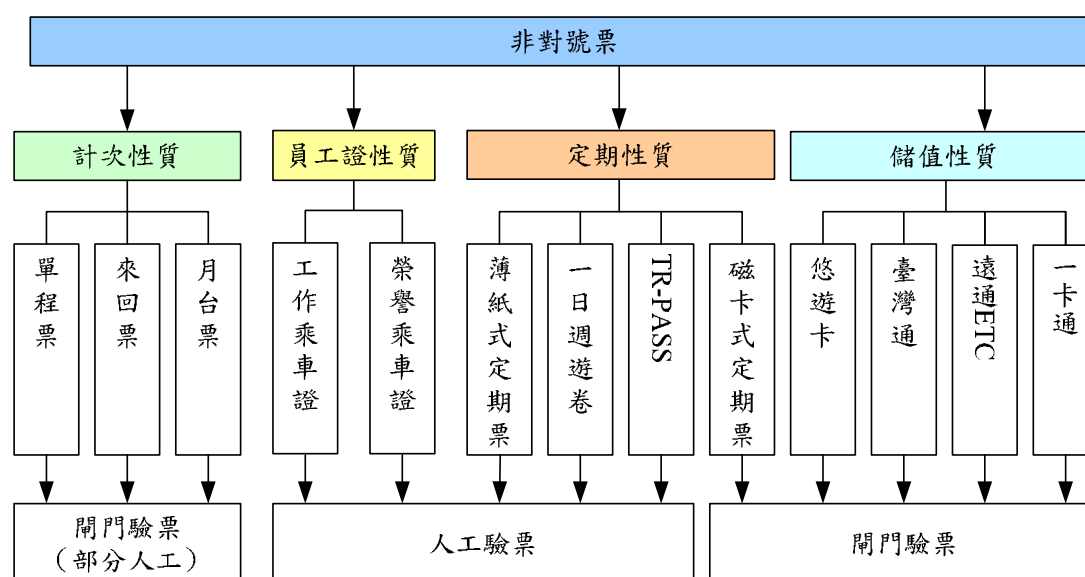 非對號票
計次性質
員工證性質
定期性質
儲值性質
單程票
來回票
月台票
工作乘車證
榮譽乘車證
薄紙式定期票
一日週遊卷
TR-PASS
磁卡式定期票
悠遊卡
臺灣通
遠通ETC
一卡通
閘門驗票
（部分人工）
人工驗票
閘門驗票